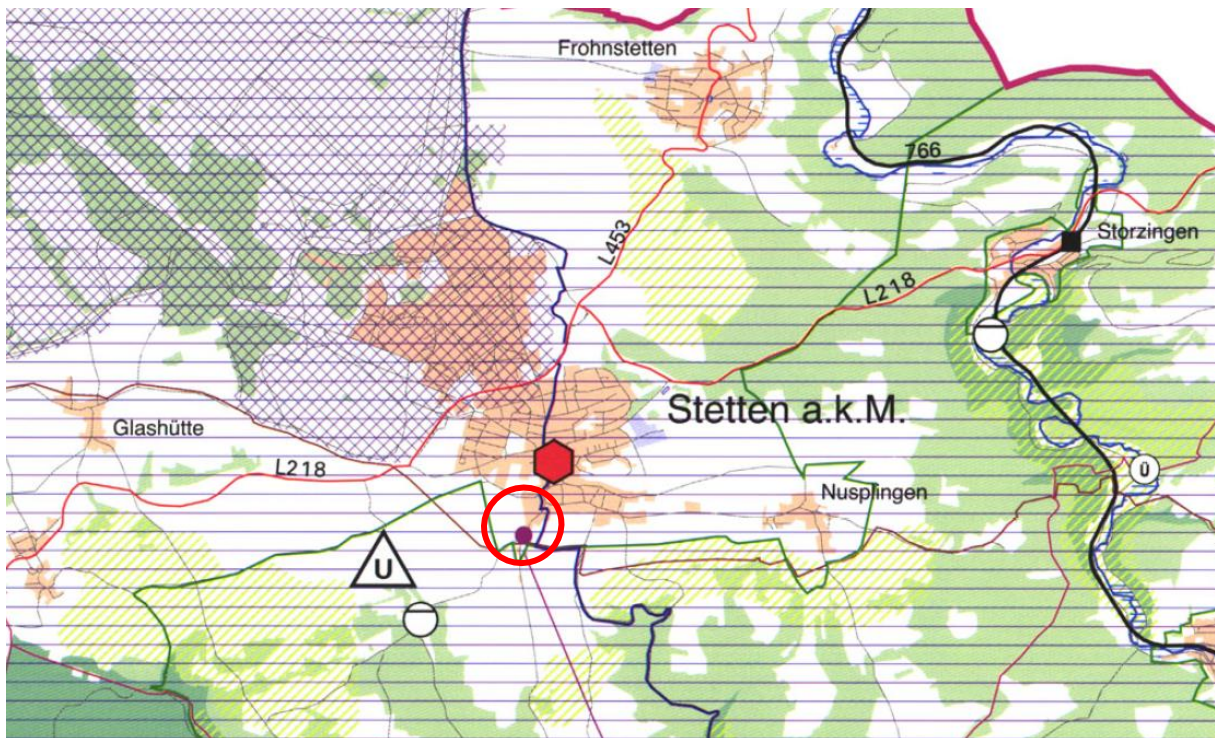 Frohnstetten
766
Storzingen
L453
L218
Stetten a.k.M.
Glashütte
L218
Ü
Nusplingen
U